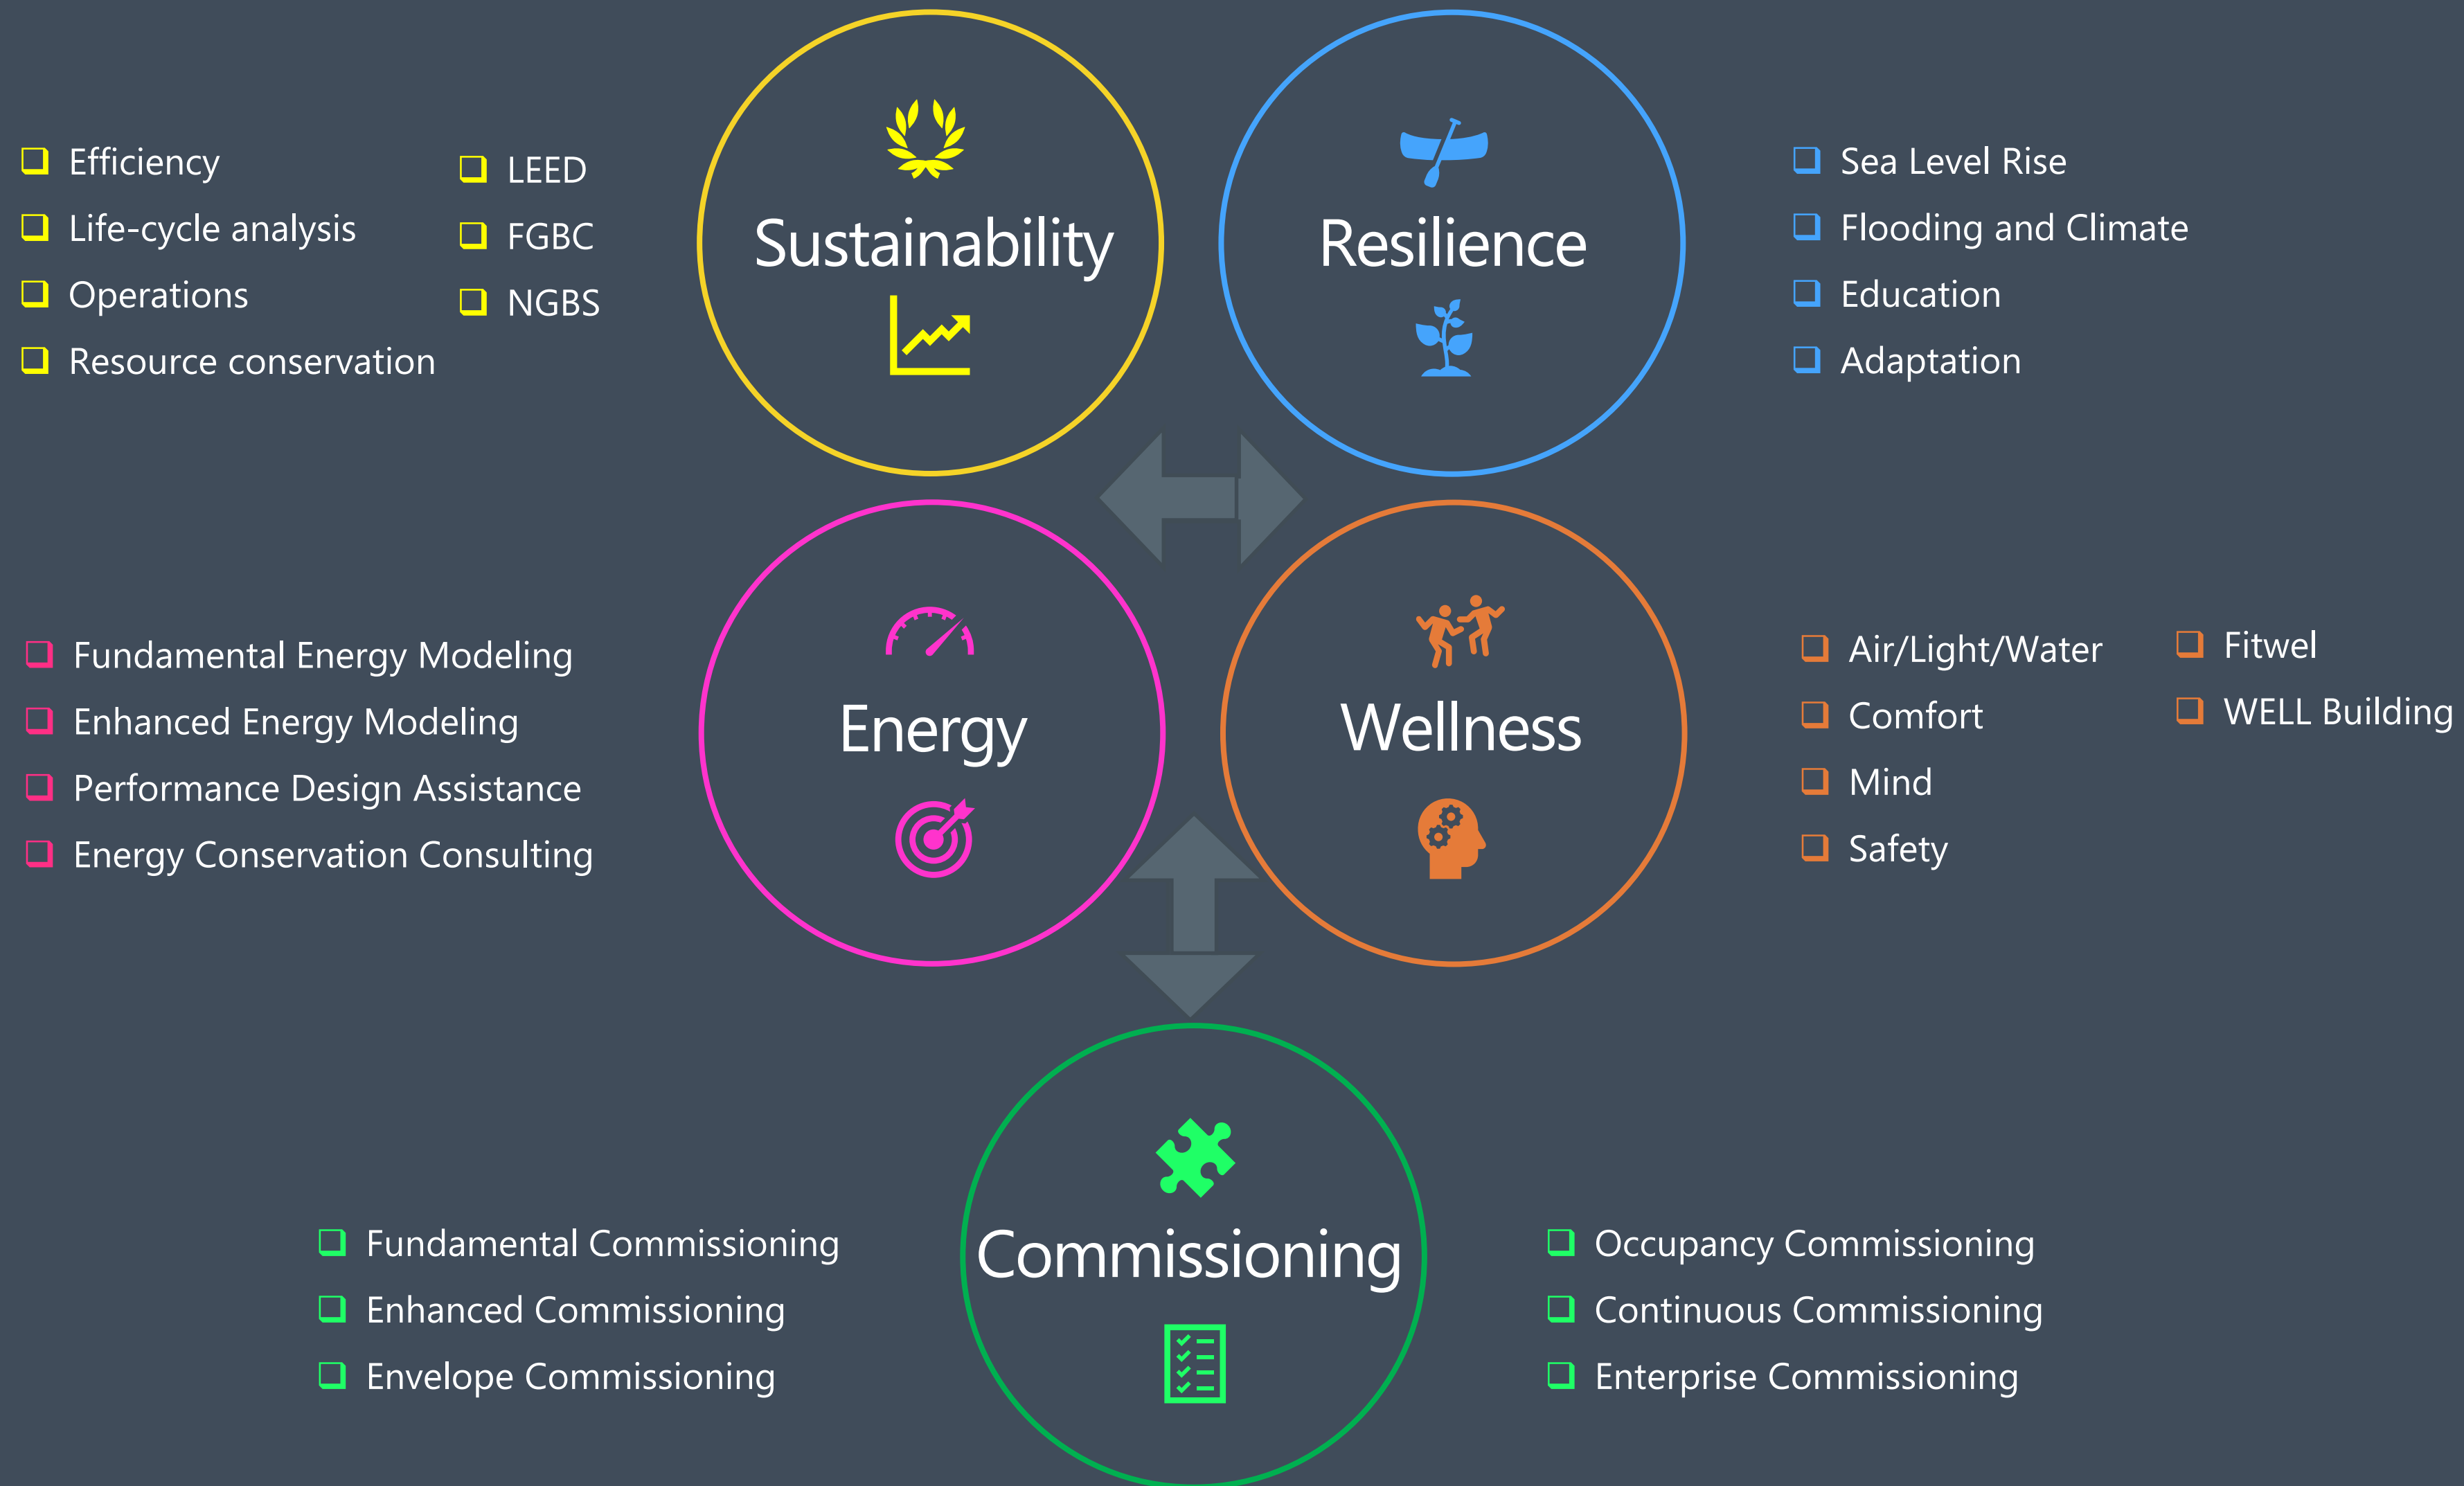 Efficiency
Life-cycle analysis
Operations
Resource conservation
LEED
FGBC
NGBS
Sustainability
Resilience
Sea Level Rise
Flooding and Climate
Education
Adaptation
Fundamental Energy Modeling
Enhanced Energy Modeling
Performance Design Assistance
Energy Conservation Consulting
Energy
Wellness
Air/Light/Water
Comfort
Mind
Safety
Fitwel
WELL Building
Fundamental Commissioning
Enhanced Commissioning
Envelope Commissioning
Commissioning
Occupancy Commissioning
Continuous Commissioning
Enterprise Commissioning